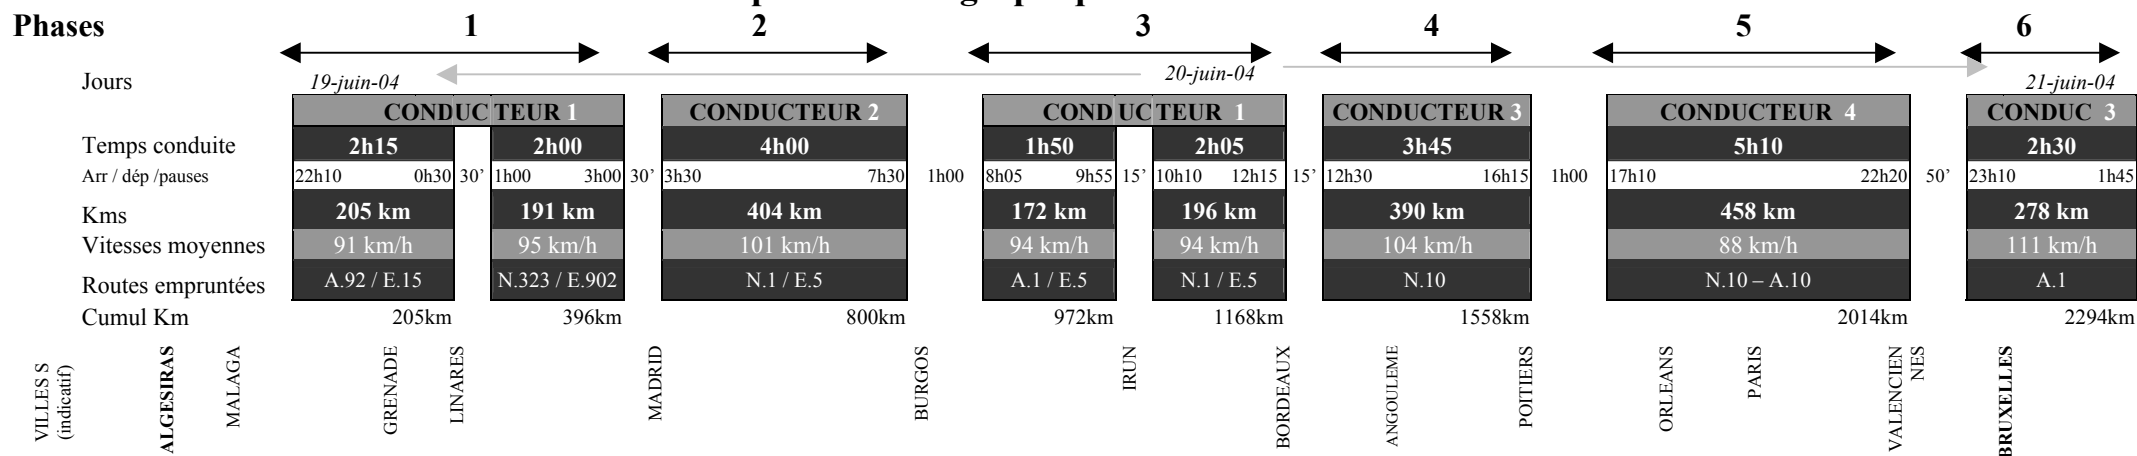 Phases 1 2 3 4 5 6
Jours 19-juin-04 20-juin-04 21-juin-04
CONDUCTEUR 1 CONDUCTEUR 2 CONDUCTEUR 1 CONDUCTEUR 3 CONDUCTEUR 4 CONDUC 3
Temps conduite 2h15 2h00 4h00 1h50 2h05 3h45 5h10 2h30
Arr / dép /pauses 22h10 0h30 30’ 1h00 3h00 30’ 3h30 7h30 1h00 8h05 9h55 15’ 10h10 12h15 15’ 12h30 16h15 1h00 17h10 22h20 50’ 23h10 1h45
Kms 205 km 191 km 404 km 172 km 196 km 390 km 458 km 278 km
Vitesses moyennes 91 km/h 95 km/h 101 km/h 94 km/h 94 km/h 104 km/h 88 km/h 111 km/h
Routes empruntées A.92 / E.15 N.323 / E.902 N.1 / E.5 A.1 / E.5 N.1 / E.5 N.10 N.10 – A.10 A.1
Cumul Km 205km 396km 800km 972km 1168km 1558km 2014km 2294km
VILLES S
(indicatif)
ALGESIRAS
MALAGA
GRENADE
LINARES
MADRID
BURGOS
IRUN
BORDEAUX
ANGOULEME
POITIERS
ORLEANS
PARIS
VALENCIEN
NES
BRUXELLES